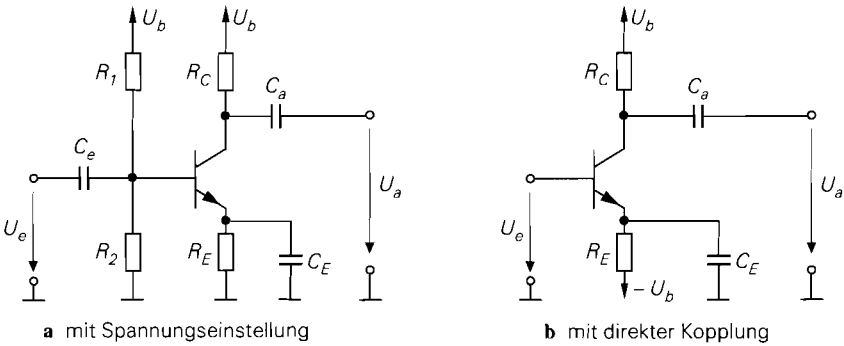 U_b U_b U_b
R_1 R_C R_C
C_a C_a
C_e
U_a U_a
U_e U_e
R_2 R_E C_E R_E C_E
– U_b
a mit Spannungseinstellung b mit direkter Kopplung